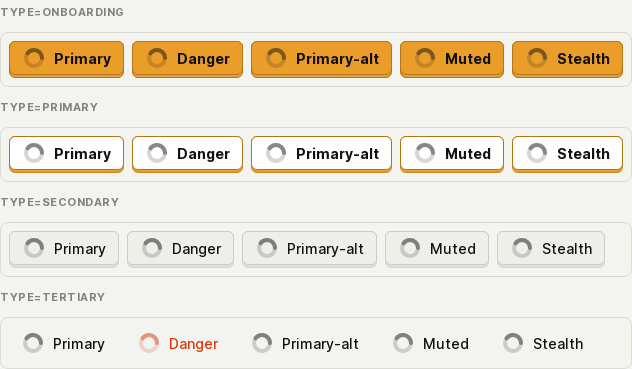 TYPE=ONBOARDING
Primary Danger Primary-alt Muted Stealth
TYPE=PRIMARY
Primary Danger Primary-alt Muted Stealth
TYPE=SECONDARY
Primary Danger Primary-alt Muted Stealth
TYPE=TERTIARY
Primary Danger Primary-alt Muted Stealth